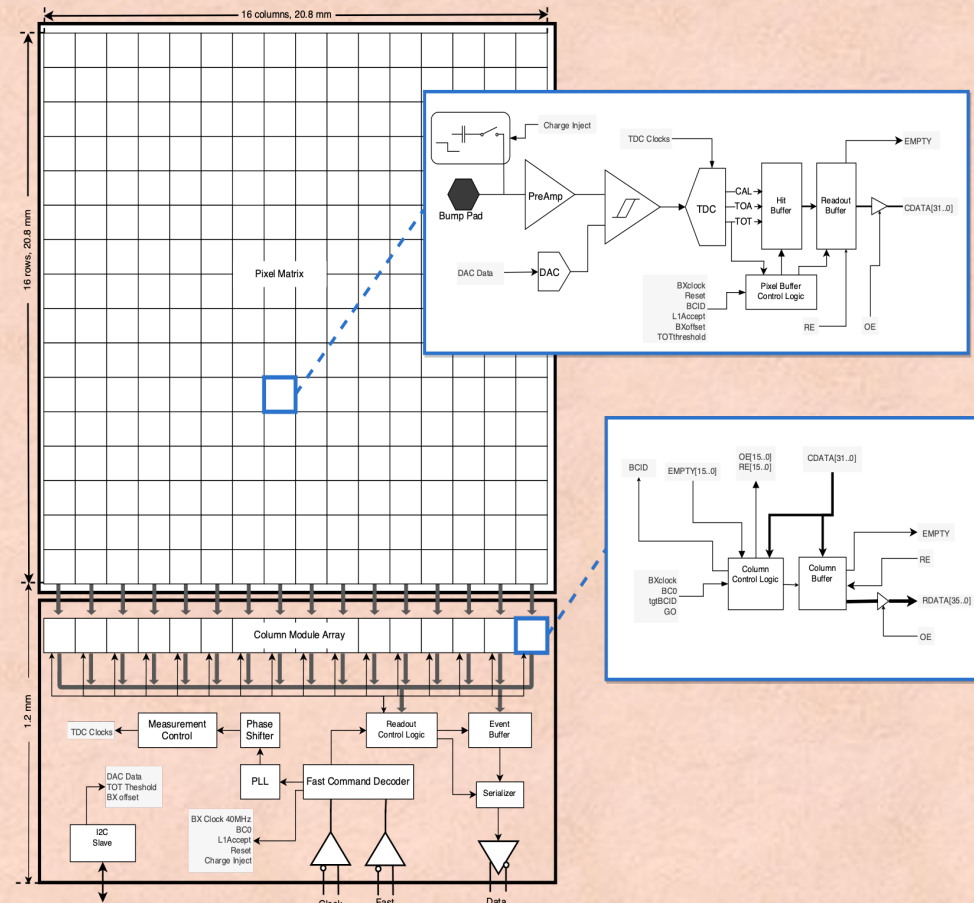 16 columns, 20.8 mm
16 rows, 20.8 mm
Pixel Matrix
Charge Inject
Bump Pad
PreAmp
DAC Data
DAC
TDC Clocks
TDC
CAL
TOA
TOT
Hit
Buffer
Readout
Buffer
EMPTY
CDATA[31..0]
Pixel Buffer
Control Logic
BXclock
Reset
BCID
L1Accept
BXoffset
TOTthreshold
RE
OE
BCID
EMPTY[15..0]
OE[15..0]
RE[15..0]
CDATA[31..0]
Column
Control Logic
Column
Buffer
EMPTY
RE
RDATA[35..0]
OE
BXclock
BC0
tgtBCID
GO
Column Module Array
1.2 mm
TDC Clocks
Measurement
Control
Phase
Shifter
Readout
Control Logic
Event
Buffer
PLL
Fast Command Decoder
Serializer
DAC Data
TOT Theshold
BX offset
I2C
Slave
BX Clock 40MHz
BC0
L1Accept
Reset
Charge Inject
Clock
Fast
Data